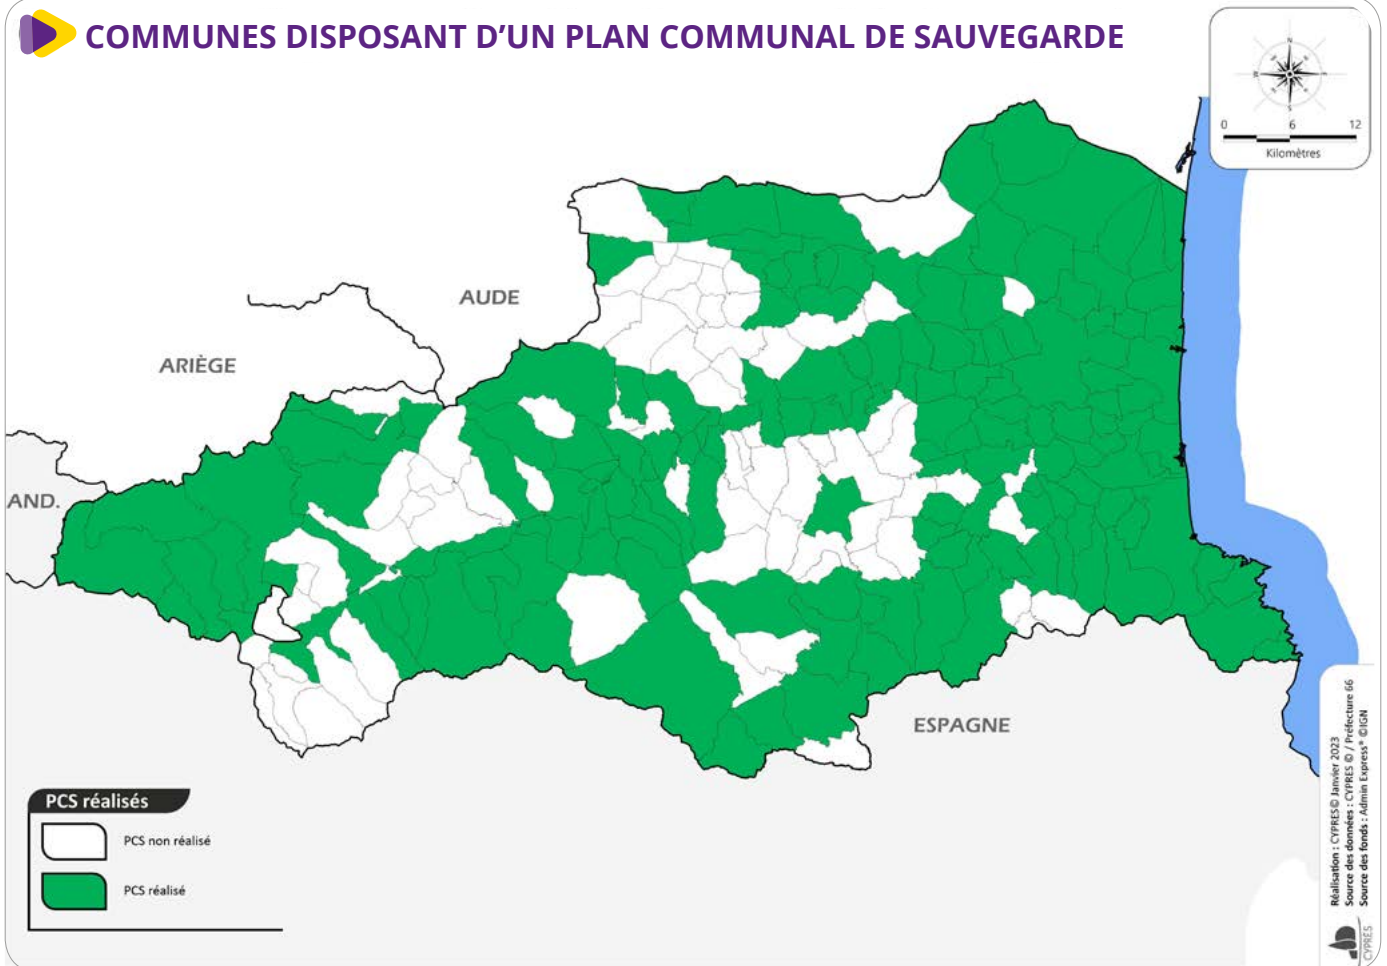 COMMUNES DISPOSANT D'UN PLAN COMMUNAL DE SAUVEGARDE
N
S
0 6 12
Kilomètres
AUDE
ARIÈGE
AND.
ESPAGNE
PCS réalisés
PCS non réalisé
PCS réalisé
Réalisation : CYPRES© Janvier 2023
Source des données : CYPRES © / Préfecture 66
Source des fonds : Admin Express® ©IGN
CYPRÈS